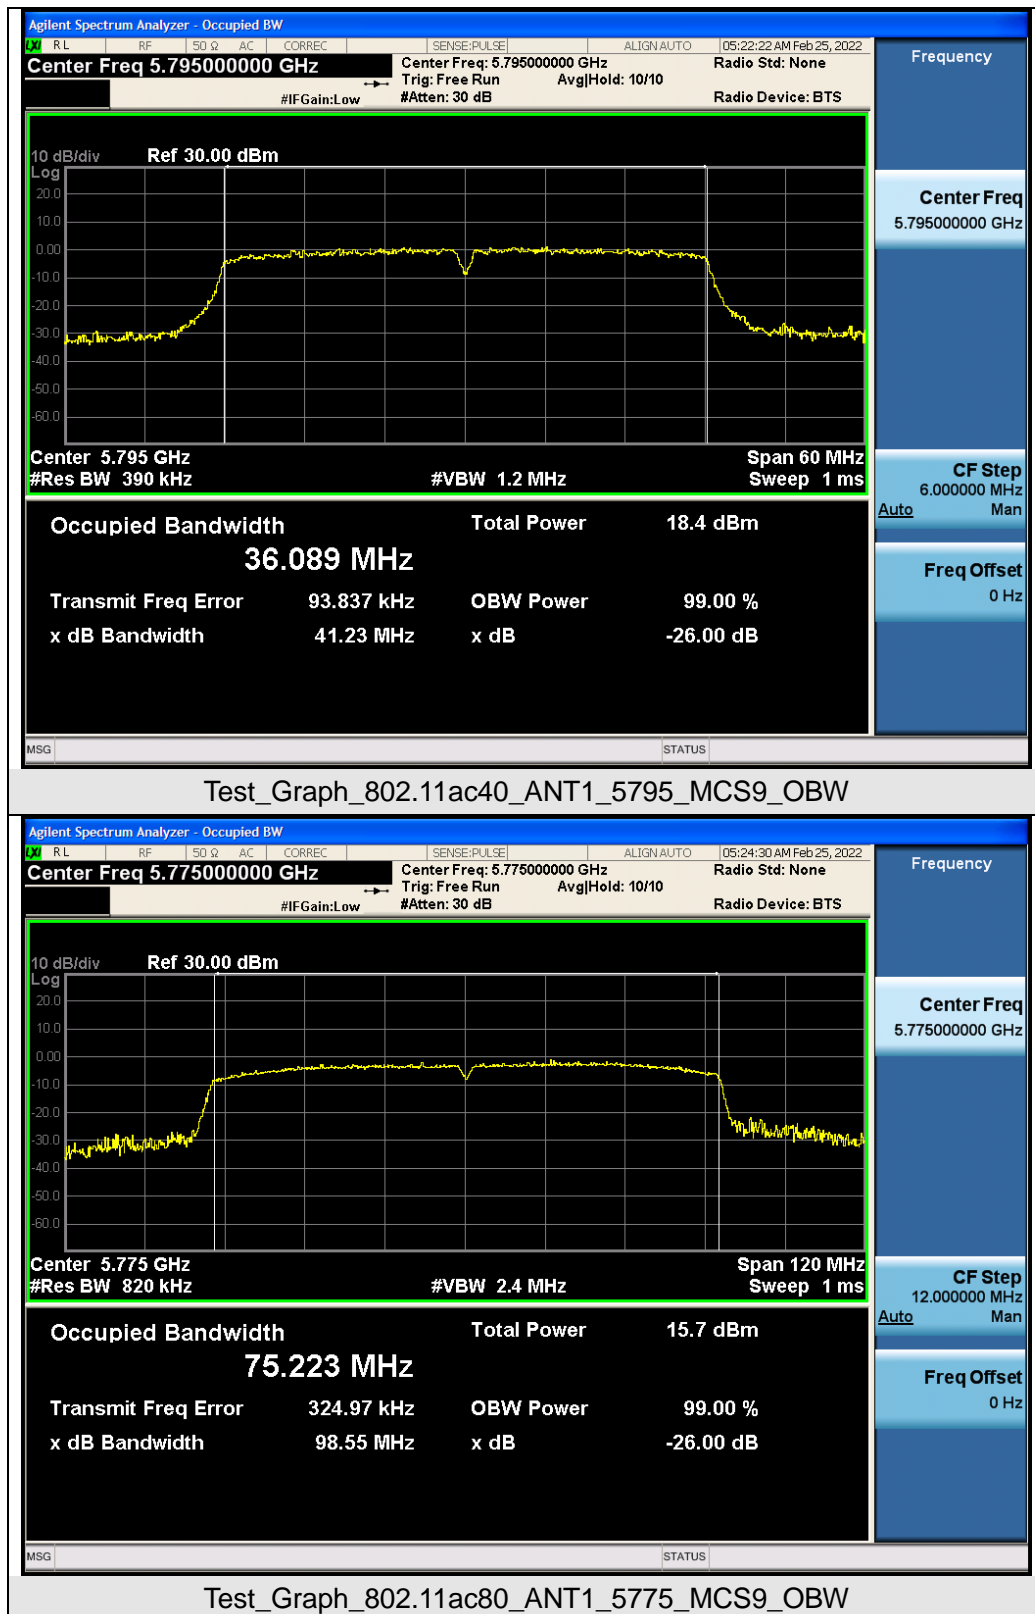 Agilent Spectrum Analyzer - Occupied BW
LXI RL RF 50 Ω AC CORREC SENSE:PULSE ALIGN AUTO 05:22:22 AM Feb 25, 2022
Center Freq 5.795000000 GHz Center Freq: 5.795000000 GHz Radio Std: None Frequency
Trig: Free Run Avg|Hold: 10/10
#IFGain:Low #Atten: 30 dB Radio Device: BTS
10 dB/div Ref 30.00 dBm
Log
20.0
10.0
0.00
-10.0
-20.0
-30.0
-40.0
-50.0
-60.0
Center Freq
5.795000000 GHz
Center 5.795 GHz Span 60 MHz
#Res BW 390 kHz #VBW 1.2 MHz Sweep 1 ms
CF Step
6.000000 MHz
Auto Man
Freq Offset
0 Hz
Occupied Bandwidth Total Power 18.4 dBm
36.089 MHz
Transmit Freq Error 93.837 kHz OBW Power 99.00 %
x dB Bandwidth 41.23 MHz x dB -26.00 dB
MSG STATUS
Test_Graph_802.11ac40_ANT1_5795_MCS9_OBW
Agilent Spectrum Analyzer - Occupied BW
LXI RL RF 50 Ω AC CORREC SENSE:PULSE ALIGN AUTO 05:24:30 AM Feb 25, 2022
Center Freq 5.775000000 GHz Center Freq: 5.775000000 GHz Radio Std: None Frequency
Trig: Free Run Avg|Hold: 10/10
#IFGain:Low #Atten: 30 dB Radio Device: BTS
10 dB/div Ref 30.00 dBm
Log
20.0
10.0
0.00
-10.0
-20.0
-30.0
-40.0
-50.0
-60.0
Center Freq
5.775000000 GHz
Center 5.775 GHz Span 120 MHz
#Res BW 820 kHz #VBW 2.4 MHz Sweep 1 ms
CF Step
12.000000 MHz
Auto Man
Freq Offset
0 Hz
Occupied Bandwidth Total Power 15.7 dBm
75.223 MHz
Transmit Freq Error 324.97 kHz OBW Power 99.00 %
x dB Bandwidth 98.55 MHz x dB -26.00 dB
MSG STATUS
Test_Graph_802.11ac80_ANT1_5775_MCS9_OBW